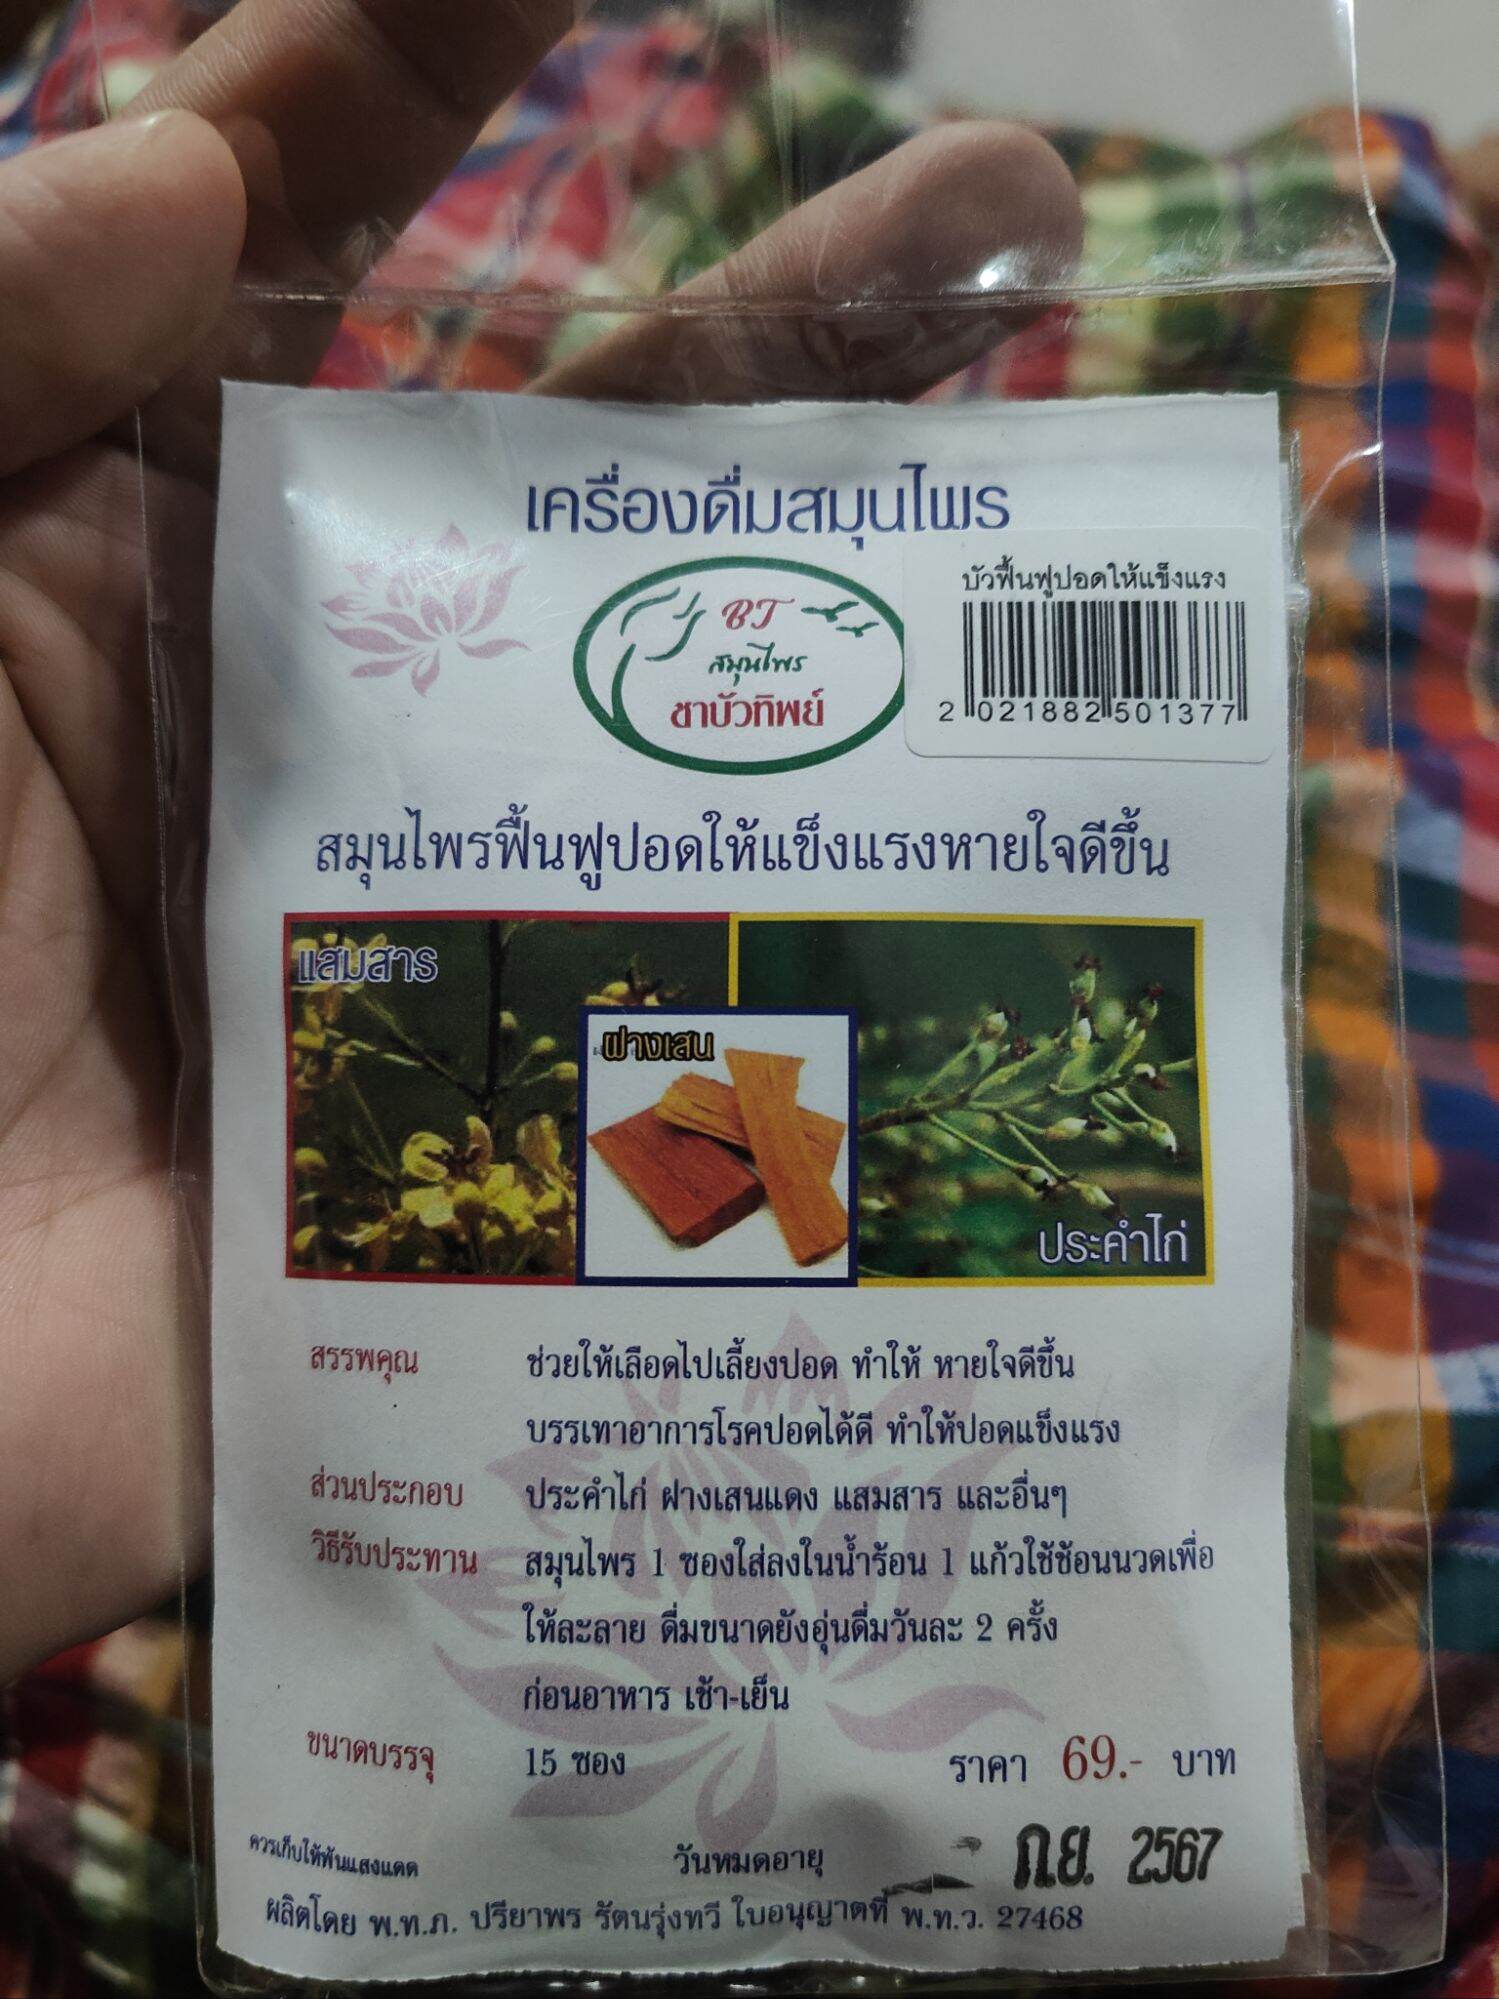 เครื่องดื่มสมุนไพร
BT
สมุนไพร
ชาบัวทิพย์
บัวฟื้นฟูปอดให้แข็งแรง
2 021882 501377
สมุนไพรฟื้นฟูปอดให้แข็งแรงหายใจดีขึ้น
แสมสาร
ฝางเสน
ประคำไก่
สรรพคุณ ช่วยให้เลือดไปเลี้ยงปอด ทำให้ หายใจดีขึ้น
บรรเทาอาการโรคปอดได้ดี ทำให้ปอดแข็งแรง
ส่วนประกอบ ประคำไก่ ฝางเสนแดง แสมสาร และอื่นๆ
วิธีรับประทาน สมุนไพร 1 ซองใส่ลงในน้ำร้อน 1 แก้วใช้ช้อนนวดเพื่อ
ให้ละลาย ดื่มขนาดยังอุ่นดื่มวันละ 2 ครั้ง
ก่อนอาหาร เช้า-เย็น
ขนาดบรรจุ 15 ซอง ราคา 69.- บาท
ควรเก็บให้พ้นแสงแดด วันหมดอายุ ก.ย. 2567
ผลิตโดย พ.ท.ภ. ปรียาพร รัตนรุ่งทวี ใบอนุญาตที่ พ.ท.ว. 27468